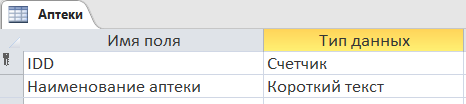 Аптеки
Имя поля Тип данных
IDD Счетчик
Наименование аптеки Короткий текст